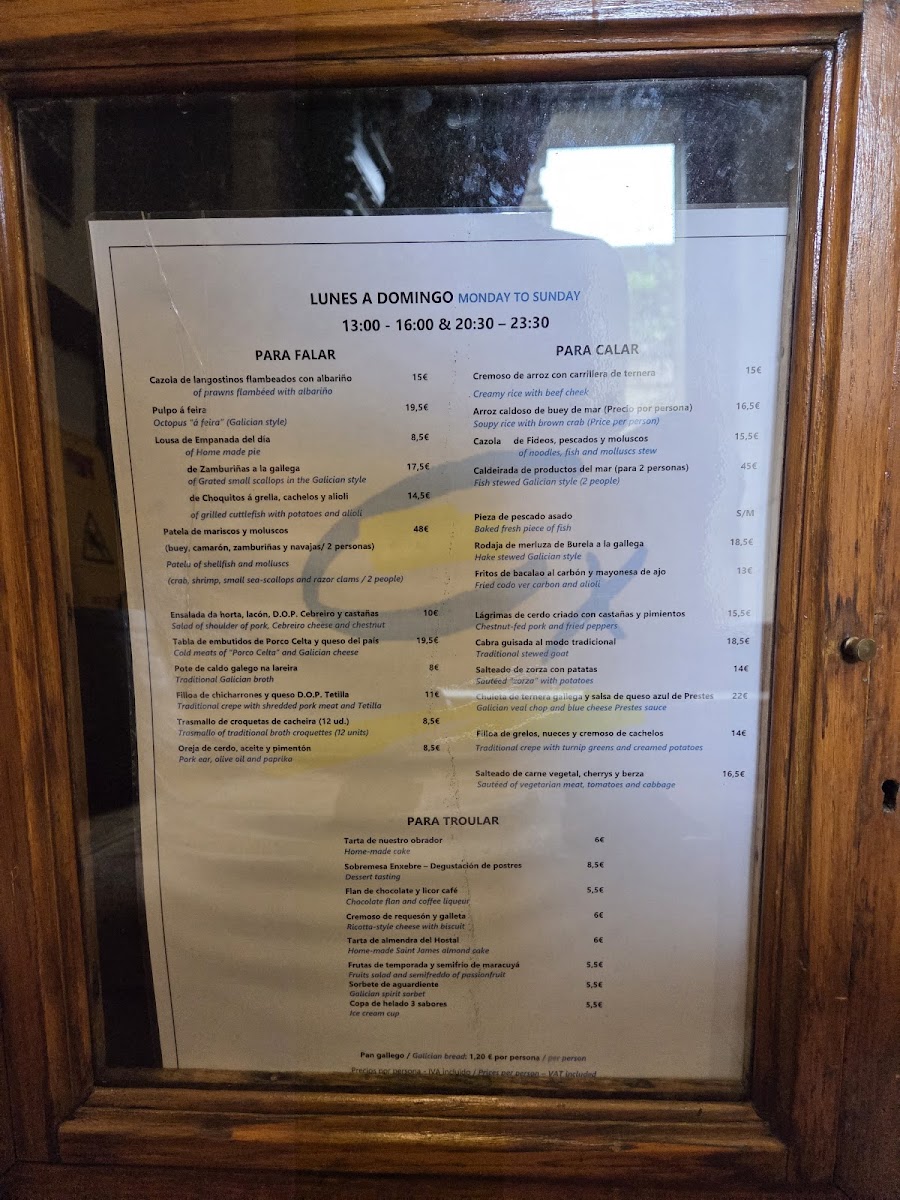 LUNES A DOMINGO MONDAY TO SUNDAY
13:00 - 16:00 & 20:30 – 23:30
PARA FALAR
Cazola de langostinos flambeados con albariño 15€
of prawns flambéed with albariño
Pulpo á feira 19,5€
Octopus "á feira" (Galician style)
Lousa de Empanada del día 8,5€
of Home made pie
de Zamburiñas a la gallega 17,5€
of Grated small scallops in the Galician style
de Choquitos á grella, cachelos y alioli 14,5€
of grilled cuttlefish with potatoes and alioli
Patela de mariscos y moluscos 48€
(buey, camarón, zamburiñas y navajas/ 2 personas)
Patelu of shellfish and molluscs
(crab, shrimp, small sea-scallops and razor clams / 2 people)
Ensalada da horta, lacón, D.O.P. Cebreiro y castañas 10€
Salad of shoulder of pork, Cebreiro cheese and chestnut
Tabla de embutidos de Porco Celta y queso del país 19,5€
Cold meats of "Porco Celta" and Galician cheese
Pote de caldo galego na lareira 8€
Traditional Galician broth
Filloa de chicharrones y queso D.O.P. Tetilla 11€
Traditional crepe with shredded pork meat and Tetilla
Trasmallo de croquetas de cacheira (12 ud.) 8,5€
Trasmallo of traditional broth croquettes (12 units)
Oreja de cerdo, aceite y pimentón 8,5€
Pork ear, olive oil and paprika
PARA CALAR
Cremoso de arroz con carrillera de ternera 15€
Creamy rice with beef cheek
Arroz caldoso de buey de mar (Precio por persona) 16,5€
Soupy rice with brown crab (Price per person)
Cazola de Fideos, pescados y moluscos 15,5€
of noodles, fish and molluscs stew
Caldeirada de productos del mar (para 2 personas) 45€
Fish stewed Galician style (2 people)
Pieza de pescado asado S/M
Baked fresh piece of fish
Rodaja de merluza de Burela a la gallega 18,5€
Hake stewed Galician style
Fritos de bacalao al carbón y mayonesa de ajo 13€
Fried codo ver carbon and alioli
Lágrimas de cerdo criado con castañas y pimientos 15,5€
Chestnut-fed pork and fried peppers
Cabra guisada al modo tradicional 18,5€
Traditional stewed goat
Salteado de zorza con patatas 14€
Sautéed "zorza" with potatoes
Chuleta de ternera gallega y salsa de queso azul de Prestes 22€
Galician veal chop and blue cheese Prestes sauce
Filloa de grelos, nueces y cremoso de cachelos 14€
Traditional crepe with turnip greens and creamed potatoes
Salteado de carne vegetal, cherrys y berza 16,5€
Sautéed of vegetarian meat, tomatoes and cabbage
PARA TROULAR
Tarta de nuestro obrador 6€
Home-made cake
Sobremesa Enxebre – Degustación de postres 8,5€
Dessert tasting
Flan de chocolate y licor café 5,5€
Chocolate flan and coffee liqueur
Cremoso de requesón y galleta 6€
Ricotta-style cheese with biscuit
Tarta de almendra del Hostal 6€
Home-made Saint James almond cake
Frutas de temporada y semifrio de maracuyá 5,5€
Fruits salad and semifreddo of passionfruit
Sorbete de aguardiente 5,5€
Galician spirit sorbet
Copa de helado 3 sabores 5,5€
Ice cream cup
Pan gallego / Galician bread: 1,20 € por persona / per person
Precios por persona - IVA incluido / Prices per person – VAT included